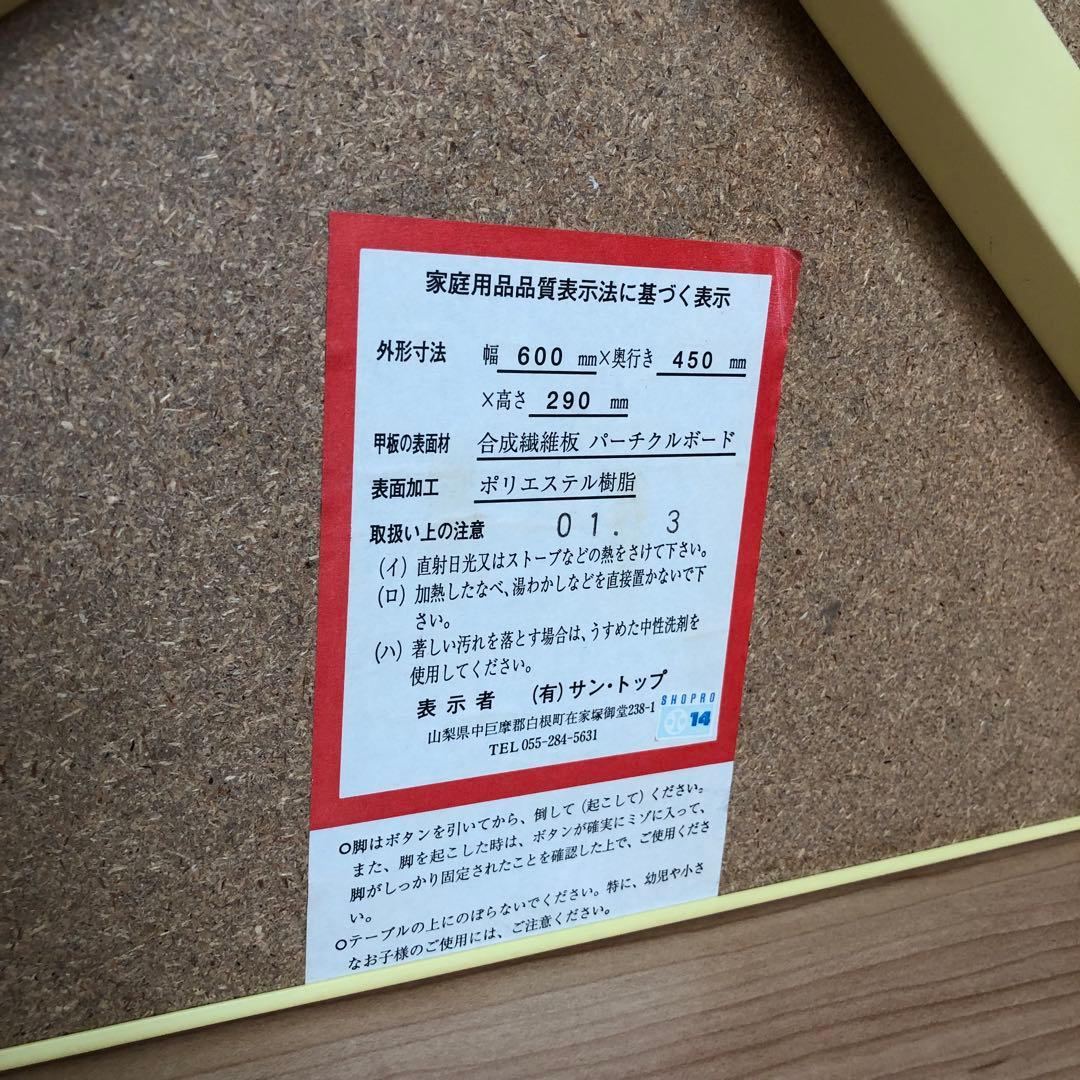 家庭用品品質表示法に基づく表示
外形寸法 幅 600 mm×奥行き 450 mm
×高さ 290 mm
甲板の表面材 合成繊維板 パーチクルボード
表面加工 ポリエステル樹脂
取扱い上の注意 01. 3
(イ) 直射日光又はストーブなどの熱をさけて下さい。
(ロ) 加熱したなべ、湯わかしなどを直接置かないで下
さい。
(ハ) 著しい汚れを落とす場合は、うすめた中性洗剤を
使用してください。
表示者 (有)サン・トップ
山梨県中巨摩郡白根町在家塚御堂238-1
TEL 055-284-5631
SHOPRO
14
○脚はボタンを引いてから、倒して(起こして)ください。
また、脚を起こした時は、ボタンが確実にミゾに入って、
脚がしっかり固定されたことを確認した上で、ご使用くださ
い。
○テーブルの上にのぼらないでください。特に、幼児や小さ
なお子様のご使用には、ご注意ください。